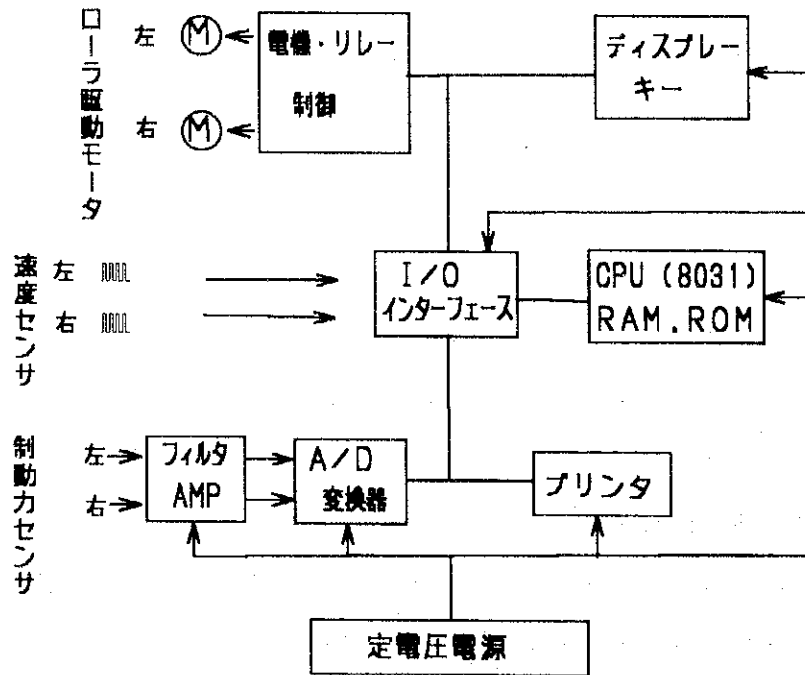 ローラ駆動モータ
左 M
右 M
電機・リレー
制御
ディスプレー
キー
速度センサ
左
右
I/O
インターフェース
CPU (8031)
RAM.ROM
制動力センサ
左
右
フィルタ
AMP
A/D
変換器
プリンタ
定電圧電源